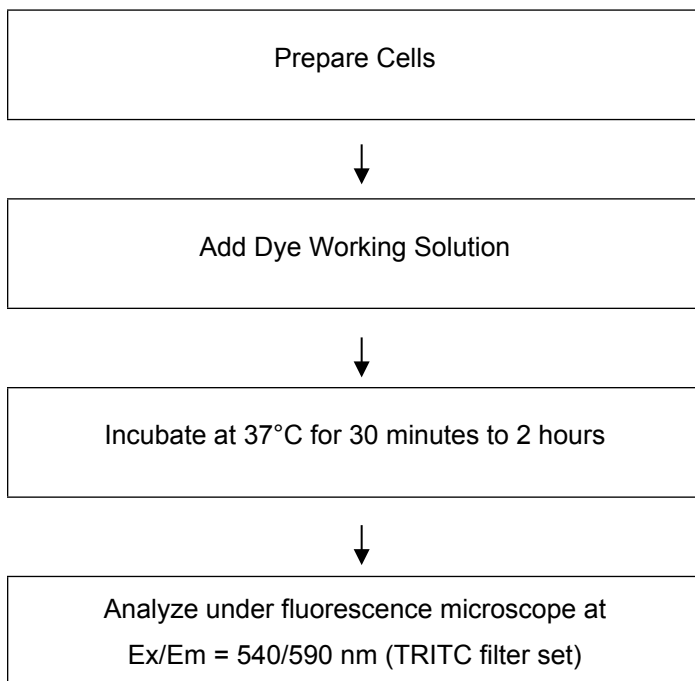 Prepare Cells
Add Dye Working Solution
Incubate at 37°C for 30 minutes to 2 hours
Analyze under fluorescence microscope at
Ex/Em = 540/590 nm (TRITC filter set)